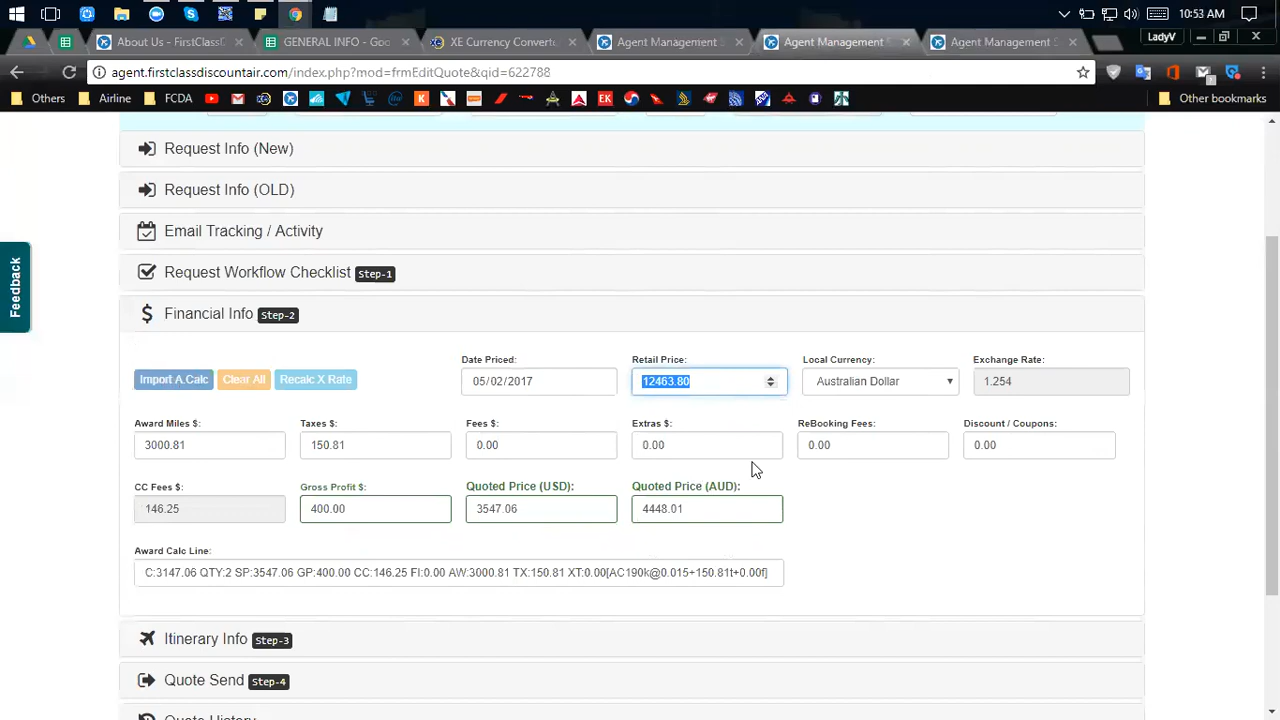 10:53 AM
About Us - FirstClassD
GENERAL INFO - Goo
XE Currency Converte
Agent Management S
Agent Management S
Agent Management S
LadyV
agent.firstclassdiscountair.com/index.php?mod=frmEditQuote&qid=622788
Others
Airline
FCDA
Other bookmarks
Request Info (New)
Request Info (OLD)
Email Tracking / Activity
Request Workflow Checklist Step-1
Financial Info Step-2
Feedback
Date Priced: Retail Price: Local Currency: Exchange Rate:
Import A.Calc Clear All Recalc X Rate 05/02/2017 12463.80 Australian Dollar 1.254
Award Miles $: Taxes $: Fees $: Extras $: ReBooking Fees: Discount / Coupons:
3000.81 150.81 0.00 0.00 0.00 0.00
CC Fees $: Gross Profit $: Quoted Price (USD): Quoted Price (AUD):
146.25 400.00 3547.06 4448.01
Award Calc Line:
C:3147.06 QTY:2 SP:3547.06 GP:400.00 CC:146.25 FI:0.00 AW:3000.81 TX:150.81 XT:0.00[AC190k@0.015+150.81t+0.00f]
Itinerary Info Step-3
Quote Send Step-4
Quote History